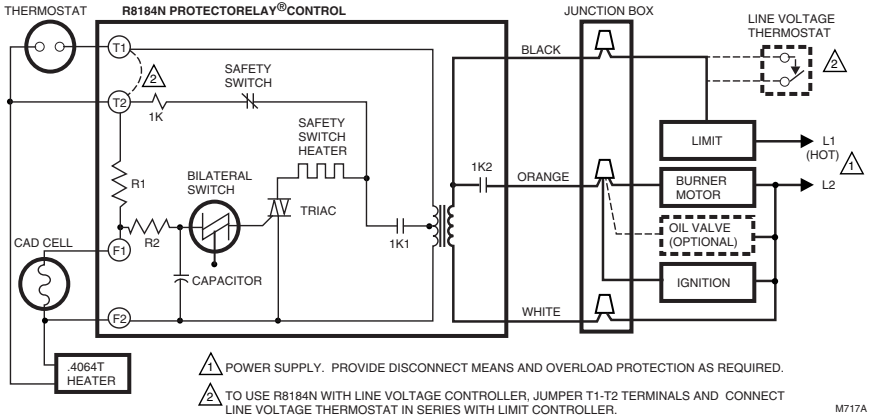 THERMOSTAT
R8184N PROTECTORELAY®CONTROL
JUNCTION BOX
LINE VOLTAGE
THERMOSTAT
T1
2
SAFETY
SWITCH
BLACK
2
T2
1K
SAFETY
SWITCH
HEATER
LIMIT
L1
(HOT)
1
R1
BILATERAL
SWITCH
1K2
ORANGE
BURNER
MOTOR
L2
TRIAC
R2
1K1
OIL VALVE
(OPTIONAL)
CAD CELL
F1
CAPACITOR
IGNITION
F2
WHITE
.4064T
HEATER
1 POWER SUPPLY. PROVIDE DISCONNECT MEANS AND OVERLOAD PROTECTION AS REQUIRED.
2 TO USE R8184N WITH LINE VOLTAGE CONTROLLER, JUMPER T1-T2 TERMINALS AND CONNECT
LINE VOLTAGE THERMOSTAT IN SERIES WITH LIMIT CONTROLLER.
M717A